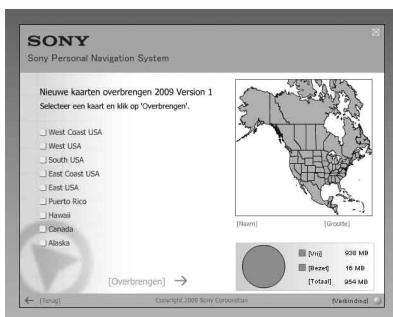 SONY
Sony Personal Navigation System
Nieuwe kaarten overbrengen 2009 Version 1
Selecteer een kaart en klik op 'Overbrengen'.
West Coast USA
West USA
South USA
East Coast USA
East USA
Puerto Rico
Hawaii
Canada
Alaska
[Naam] [Grootte]
[Vrij] 938 MB
[Bezet] 16 MB
[Totaal] 954 MB
[Overbrengen]
[Terug] Copyright 2009 Sony Corporation [Verbinding]